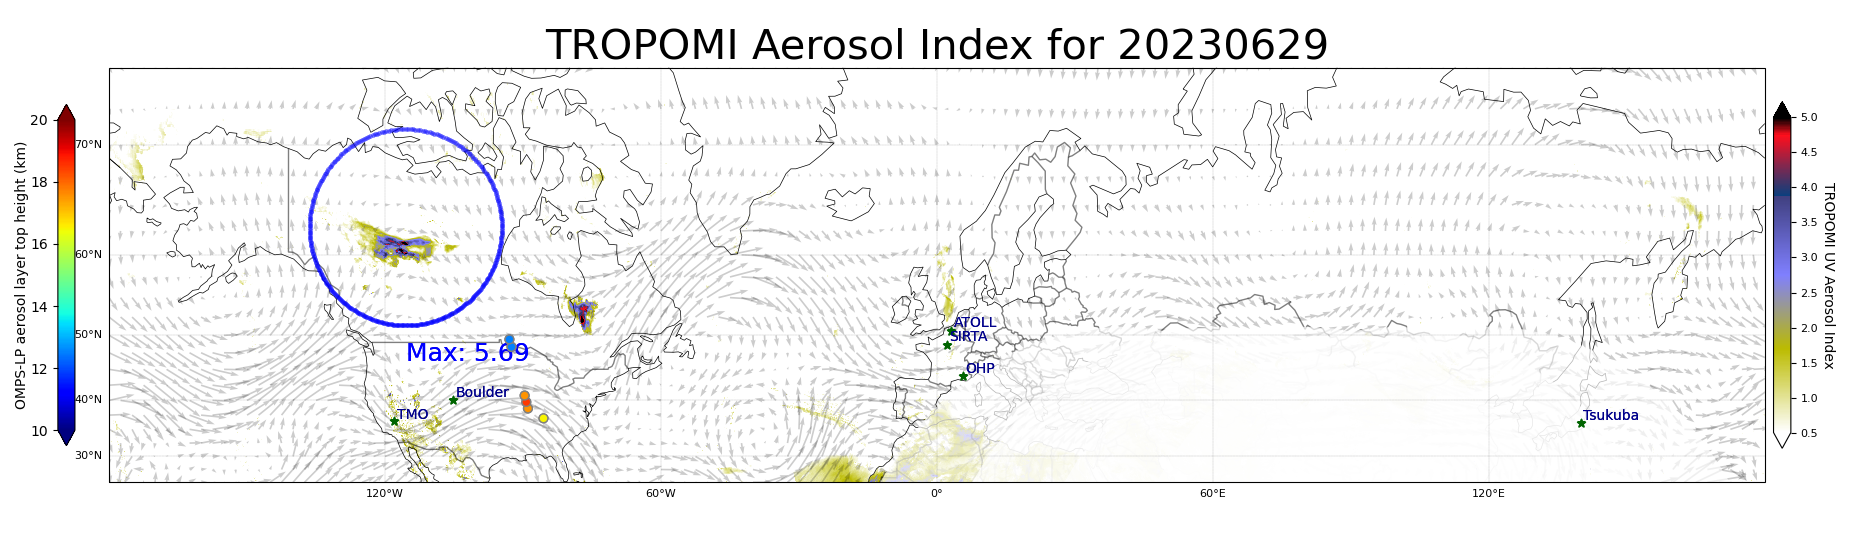 TROPOMI Aerosol Index for 20230629
OMPS-LP aerosol layer top height (km)
20
18
16
14
12
10
70°N
60°N
50°N
40°N
30°N
120°W
60°W
0°
60°E
120°E
Max: 5.69
Boulder
TMO
ATOLL
SIRTA
OHP
Tsukuba
5.0
4.5
4.0
3.5
3.0
2.5
2.0
1.5
1.0
0.5
TROPOMI UV Aerosol Index